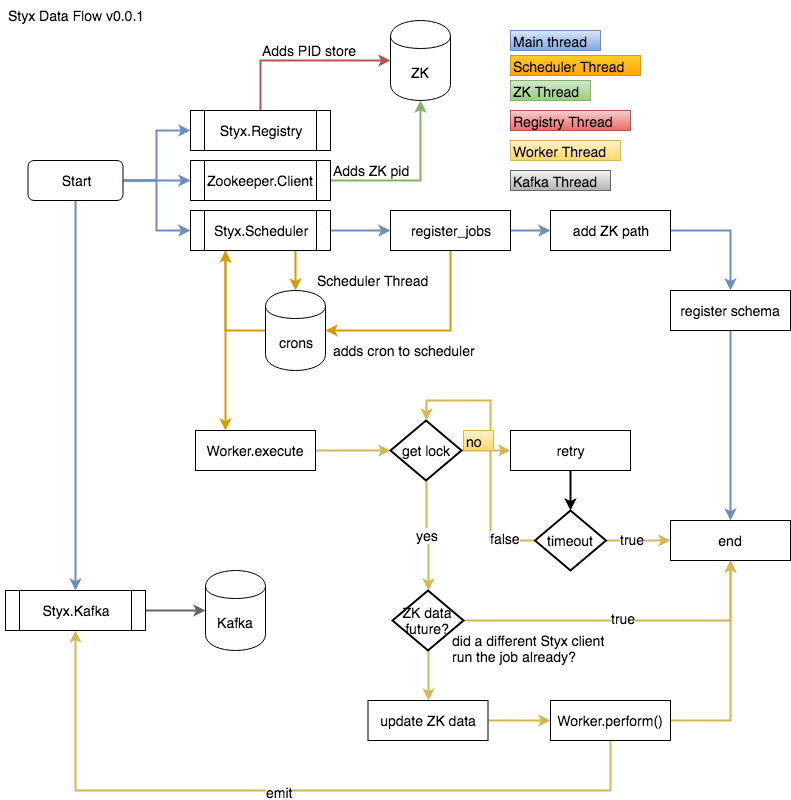 Styx Data Flow v0.0.1
Adds PID store
ZK
Main thread
Scheduler Thread
ZK Thread
Registry Thread
Worker Thread
Kafka Thread
Styx.Registry
Start
Zookeeper.Client
Adds ZK pid
Styx.Scheduler
register_jobs
add ZK path
Scheduler Thread
register schema
crons
adds cron to scheduler
Worker.execute
get lock
no
retry
yes
false
timeout
true
end
Styx.Kafka
Kafka
ZK data
future?
true
did a different Styx client
run the job already?
update ZK data
Worker.perform()
emit